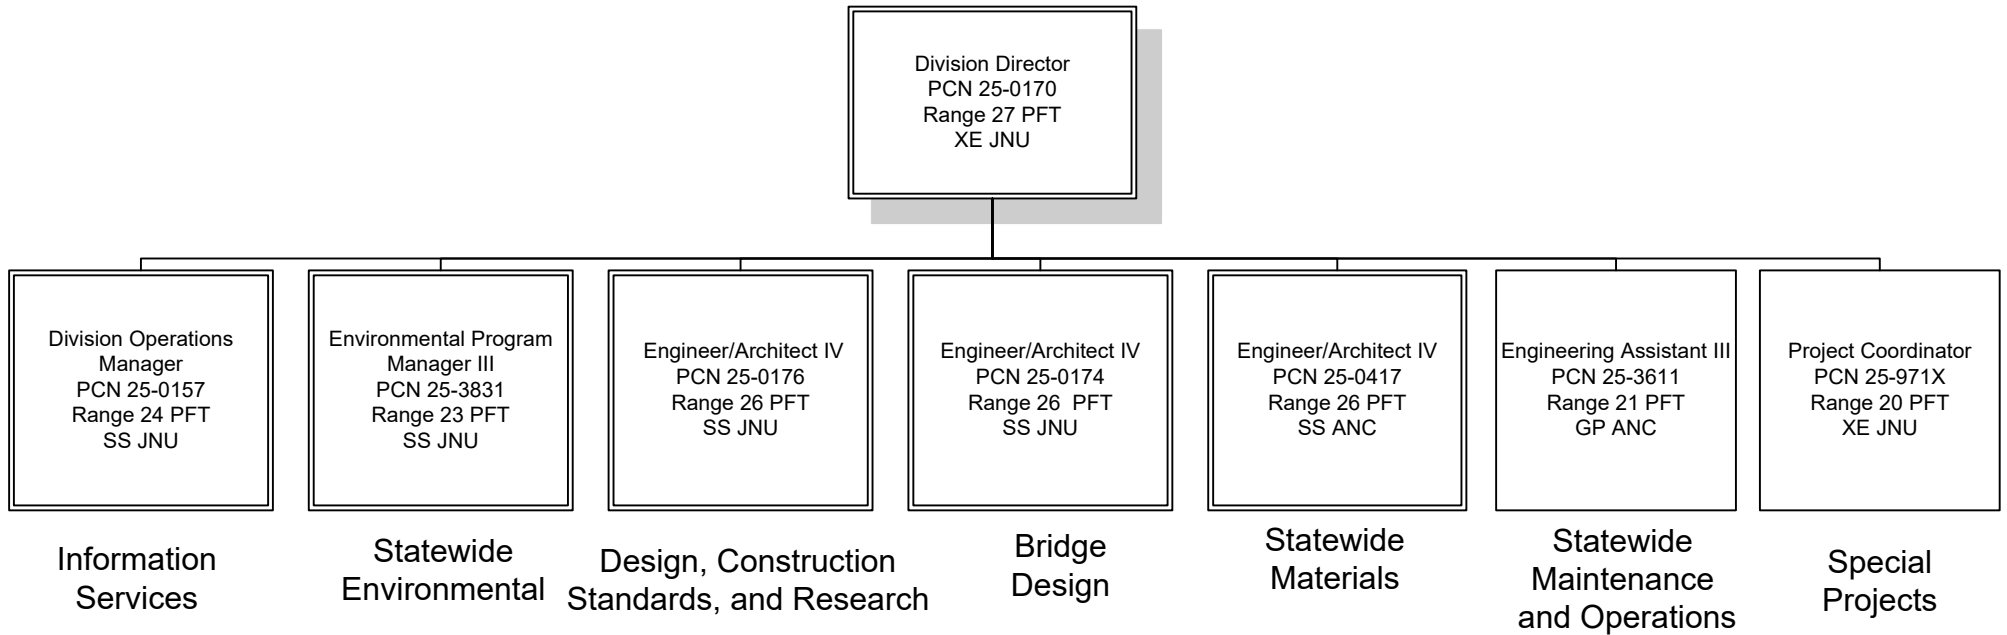 Division Director
PCN 25-0170
Range 27 PFT
XE JNU
Division Operations
Manager
PCN 25-0157
Range 24 PFT
SS JNU
Environmental Program
Manager III
PCN 25-3831
Range 23 PFT
SS JNU
Engineer/Architect IV
PCN 25-0176
Range 26 PFT
SS JNU
Engineer/Architect IV
PCN 25-0174
Range 26  PFT
SS JNU
Engineer/Architect IV
PCN 25-0417
Range 26 PFT
SS ANC
Engineering Assistant III
PCN 25-3611
Range 21 PFT
GP ANC
Project Coordinator
PCN 25-971X
Range 20 PFT
XE JNU
Information
Services
Statewide
Environmental
Design, Construction
Standards, and Research
Bridge
Design
Statewide
Materials
Statewide
Maintenance
and Operations
Special
Projects